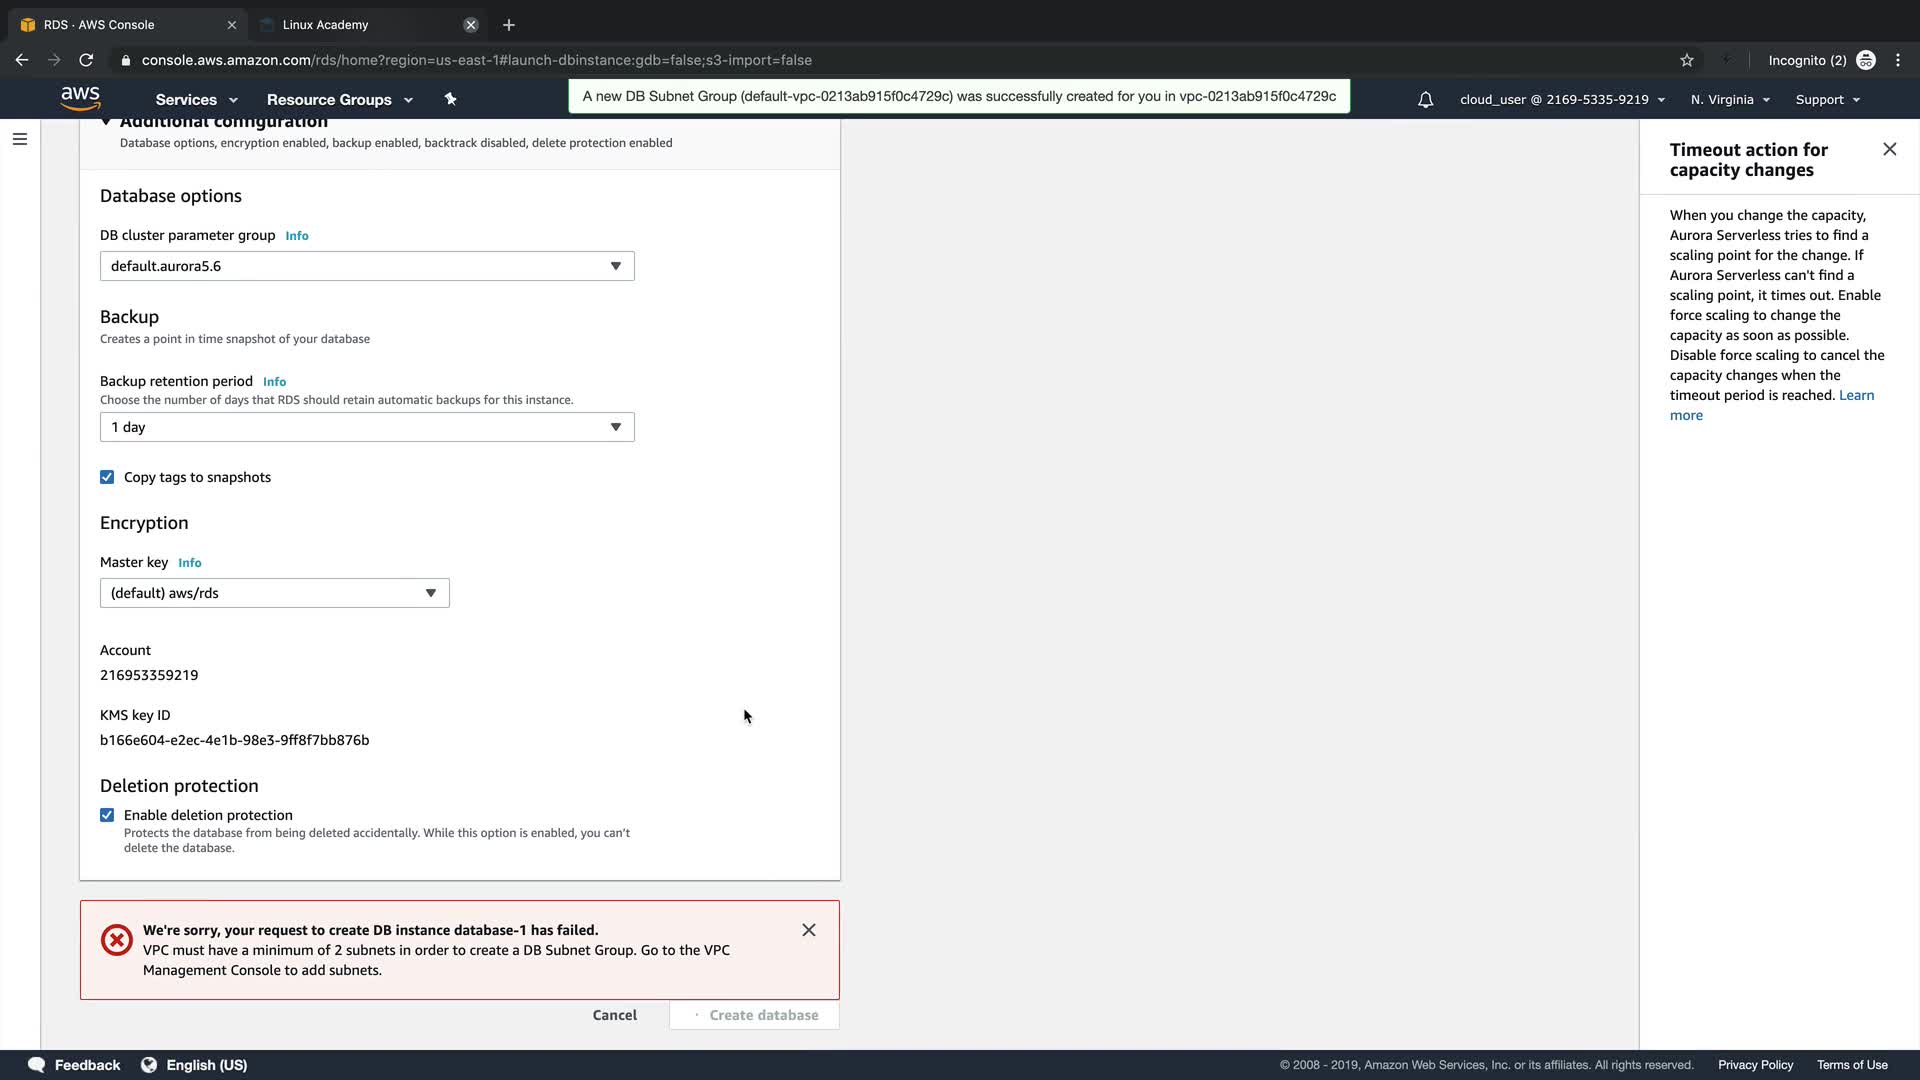 RDS · AWS Console
Linux Academy
console.aws.amazon.com/rds/home?region=us-east-1#launch-dbinstance:gdb=false;s3-import=false
Incognito (2)
aws
Services
Resource Groups
A new DB Subnet Group (default-vpc-0213ab915f0c4729c) was successfully created for you in vpc-0213ab915f0c4729c
cloud_user @ 2169-5335-9219
N. Virginia
Support
Additional configuration
Database options, encryption enabled, backup enabled, backtrack disabled, delete protection enabled
Database options
DB cluster parameter group Info
default.aurora5.6
Backup
Creates a point in time snapshot of your database
Backup retention period Info
Choose the number of days that RDS should retain automatic backups for this instance.
1 day
Copy tags to snapshots
Encryption
Master key Info
(default) aws/rds
Account
216953359219
KMS key ID
b166e604-e2ec-4e1b-98e3-9ff8f7bb876b
Deletion protection
Enable deletion protection
Protects the database from being deleted accidentally. While this option is enabled, you can't
delete the database.
We're sorry, your request to create DB instance database-1 has failed.
VPC must have a minimum of 2 subnets in order to create a DB Subnet Group. Go to the VPC
Management Console to add subnets.
Cancel
Create database
Timeout action for
capacity changes
When you change the capacity,
Aurora Serverless tries to find a
scaling point for the change. If
Aurora Serverless can't find a
scaling point, it times out. Enable
force scaling to change the
capacity as soon as possible.
Disable force scaling to cancel the
capacity changes when the
timeout period is reached. Learn
more
Feedback
English (US)
© 2008 - 2019, Amazon Web Services, Inc. or its affiliates. All rights reserved.
Privacy Policy
Terms of Use